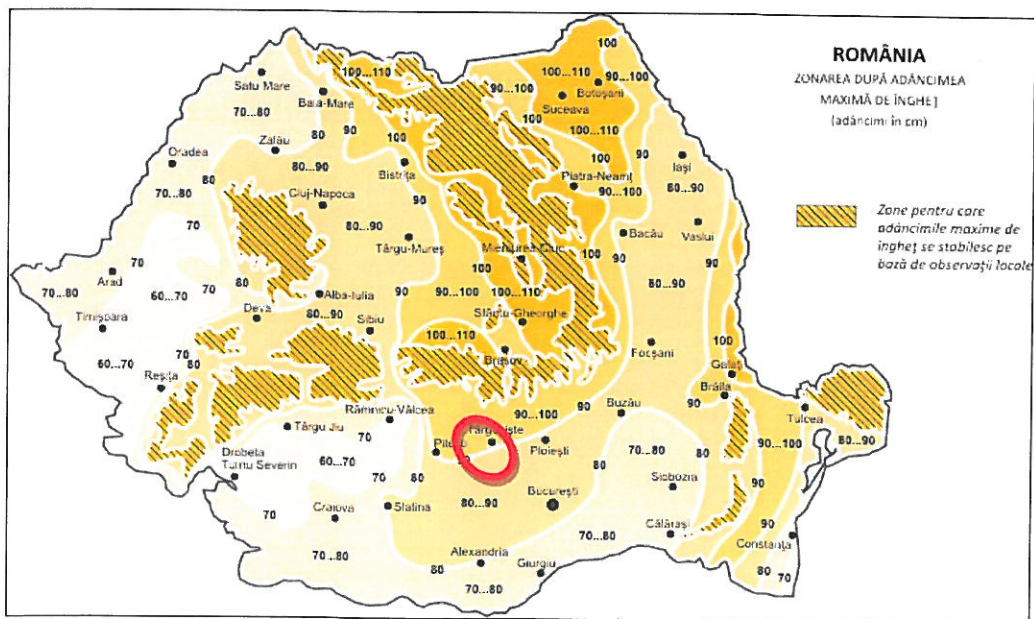 ROMÂNIA
ZONAREA DUPĂ ADÂNCIMEA
MAXIMĂ DE ÎNGHEȚ
(adâncimi în cm)
Zone pentru care
adâncimile maxime de
îngheț se stabilesc pe
bază de observații locale
100
100...110
90...100
Satu Mare
100...110
Botoșani
90...100
Suceava
Baia-Mare
70...80
100
100...110
80
90
100
Zalău
90
Iași
Oradea
80
80...90
100
Bistrița
Piatra-Neamț
80...90
70...80
Cluj-Napoca
90
90...100
70
80...90
100
Vaslui
Târgu-Mureș
Bacău
Miercurea Ciuc
90
90
70
100
Arad
70
80
90
90...100
100...110
80...90
70...80
60...70
Alba-Iulia
Timișoara
Deva
80...90
Sfântu-Gheorghe
Sibiu
100...110
Focșani
70
Brașov
100
60...70
80
Galați
Reșița
90
Brăila
Râmnicu-Vâlcea
90...100
Buzău
Tulcea
Târgu Jiu
70
90...100
80...90
Ploiești
70...80
Drobeta
60...70
80
Turnu Severin
70
80
Slobozia
90
80...90
București
70
Craiova
Slatina
90
Călărași
Constanța
70...80
Alexandria
70...80
80
80
70
Giurgiu
70...80